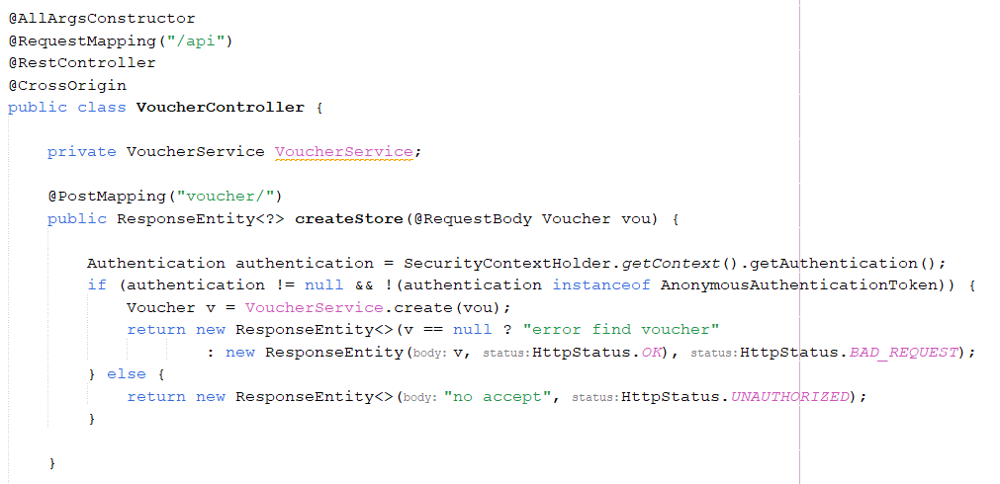 @AllArgsConstructor
@RequestMapping("/api")
@RestController
@CrossOrigin
public class VoucherController {
private VoucherService VoucherService;
@PostMapping("voucher/")
public ResponseEntity<?> createStore(@RequestBody Voucher vou) {
Authentication authentication = SecurityContextHolder.getContext().getAuthentication();
if (authentication != null && !(authentication instanceof AnonymousAuthenticationToken)) {
Voucher v = VoucherService.create(vou);
return new ResponseEntity<>(v == null ? "error find voucher"
: new ResponseEntity(body: v, status: HttpStatus.OK), status: HttpStatus.BAD_REQUEST);
} else {
return new ResponseEntity<>(body: "no accept", status: HttpStatus.UNAUTHORIZED);
}
}